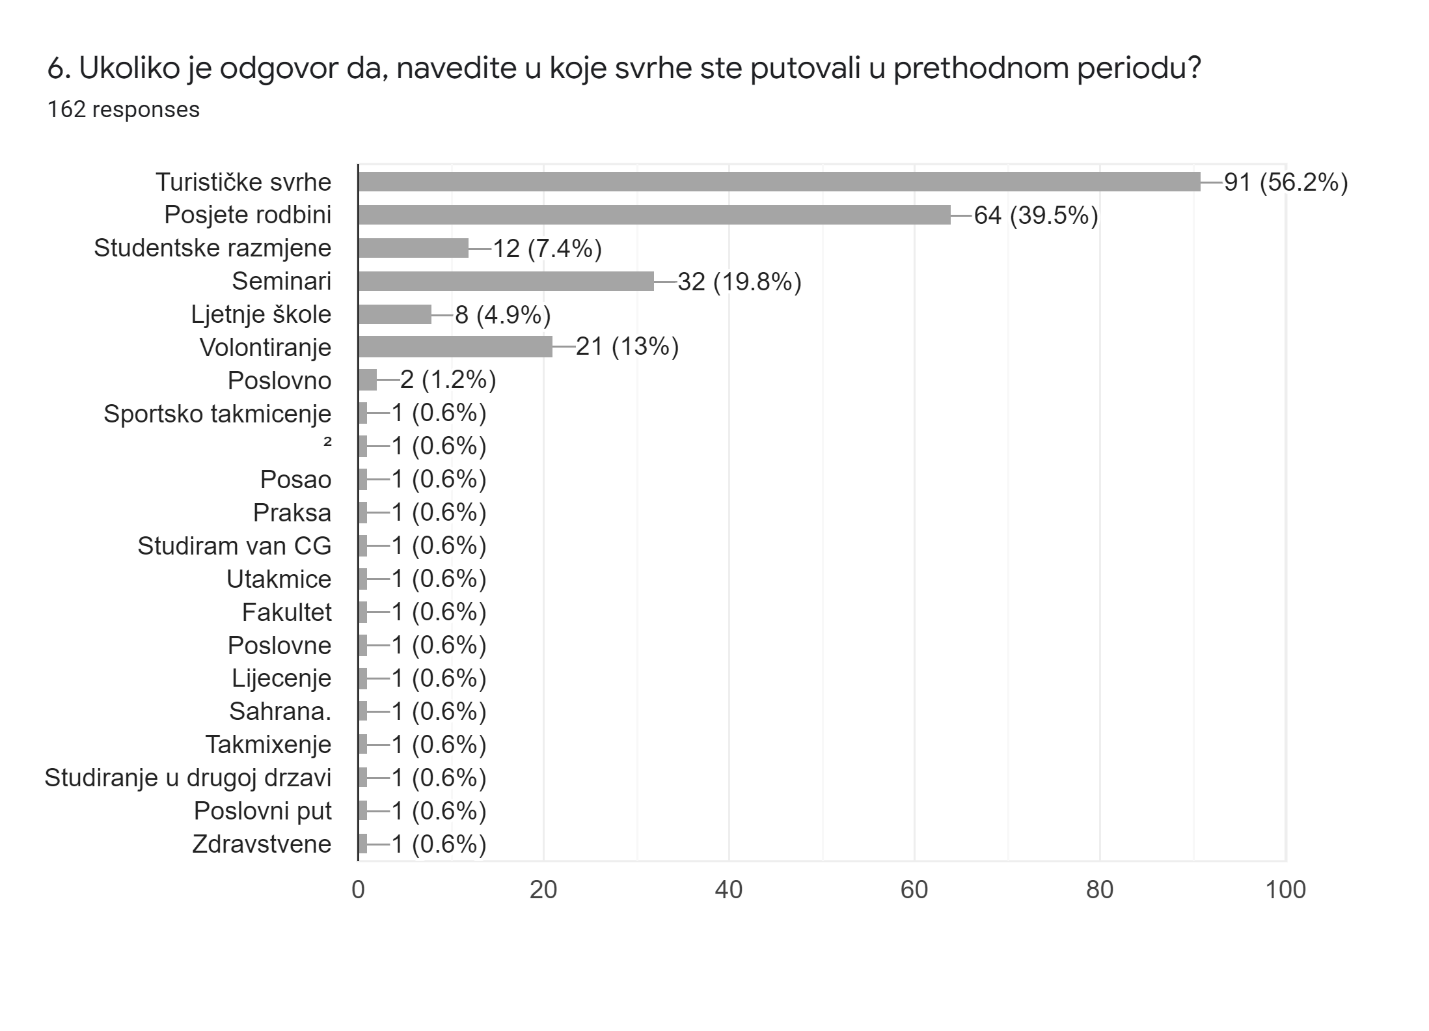 6. Ukoliko je odgovor da, navedite u koje svrhe ste putovali u prethodnom periodu?
162 responses
Turističke svrhe 91 (56.2%)
Posjete rodbini 64 (39.5%)
Studentske razmjene 12 (7.4%)
Seminari 32 (19.8%)
Ljetnje škole 8 (4.9%)
Volontiranje 21 (13%)
Poslovno 2 (1.2%)
Sportsko takmicenje 1 (0.6%)
² 1 (0.6%)
Posao 1 (0.6%)
Praksa 1 (0.6%)
Studiram van CG 1 (0.6%)
Utakmice 1 (0.6%)
Fakultet 1 (0.6%)
Poslovne 1 (0.6%)
Lijecenje 1 (0.6%)
Sahrana. 1 (0.6%)
Takmixenje 1 (0.6%)
Studiranje u drugoj drzavi 1 (0.6%)
Poslovni put 1 (0.6%)
Zdravstvene 1 (0.6%)
0 20 40 60 80 100